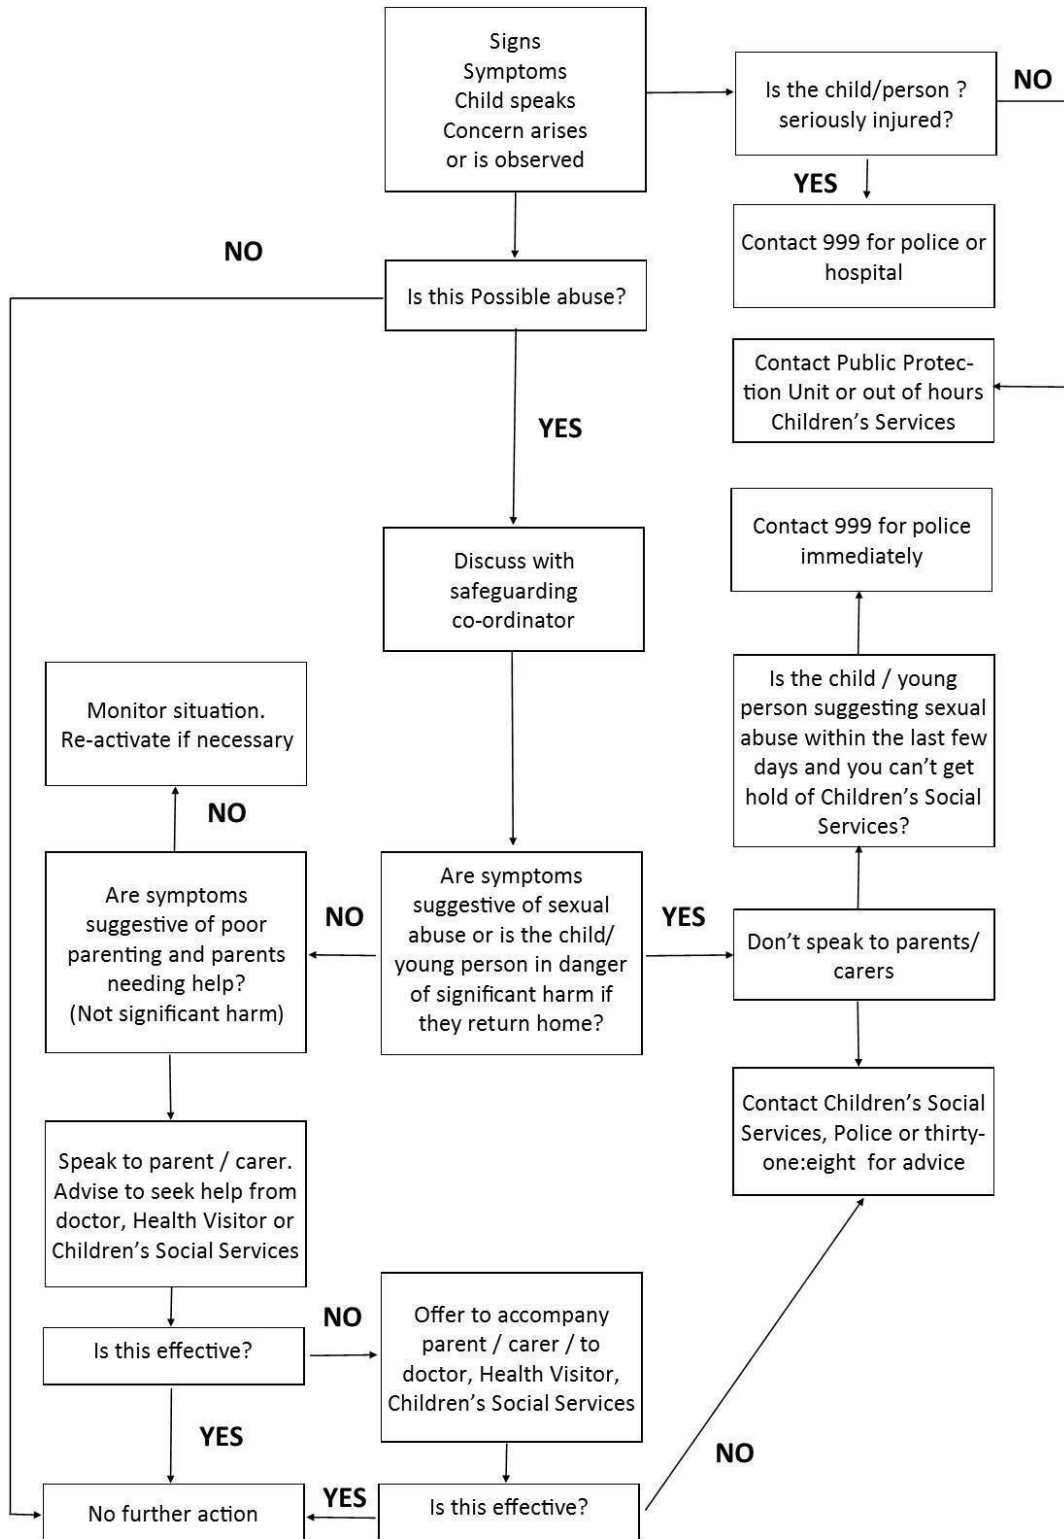 Signs
Symptoms
Child speaks
Concern arises
or is observed
Is the child/person ?
seriously injured?
NO
YES
Contact 999 for police or
hospital
NO
Is this Possible abuse?
Contact Public Protec-
tion Unit or out of hours
Children’s Services
YES
Contact 999 for police
immediately
Discuss with
safeguarding
co-ordinator
Is the child / young
person suggesting sexual
abuse within the last few
days and you can’t get
hold of Children’s Social
Services?
Monitor situation.
Re-activate if necessary
NO
Are symptoms
suggestive of poor
parenting and parents
needing help?
(Not significant harm)
NO
Are symptoms
suggestive of sexual
abuse or is the child/
young person in danger
of significant harm if
they return home?
YES
Don’t speak to parents/
carers
Contact Children’s Social
Services, Police or thirty-
one:eight for advice
Speak to parent / carer.
Advise to seek help from
doctor, Health Visitor or
Children’s Social Services
Is this effective?
NO
Offer to accompany
parent / carer / to
doctor, Health Visitor,
Children’s Social Services
YES
NO
No further action
YES
Is this effective?